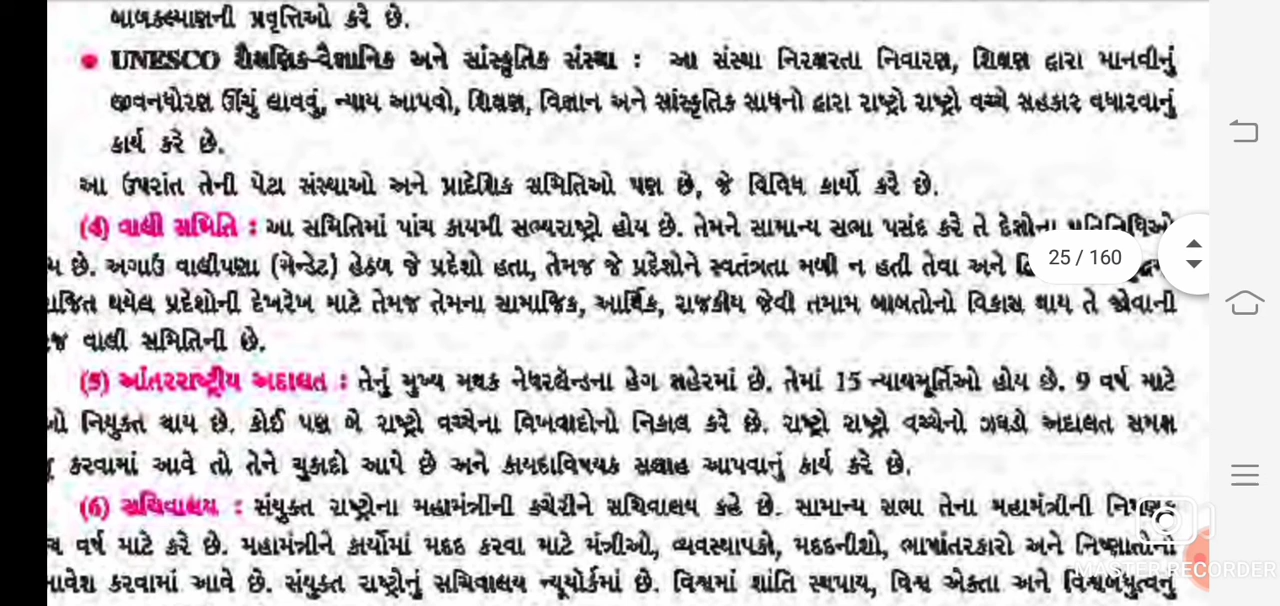 બાળકલ્યાણની પ્રવૃત્તિઓ કરે છે.
• UNESCO શૈક્ષણિક-વૈજ્ઞાનિક અને સાંસ્કૃતિક સંસ્થા : આ સંસ્થા નિરક્ષરતા નિવારણ, શિક્ષણ દ્વારા માનવીનું
જીવનધોરણ ઊંચું લાવવું, ન્યાય આપવો, શિક્ષણ, વિજ્ઞાન અને સાંસ્કૃતિક સાધનો દ્વારા રાષ્ટ્રો રાષ્ટ્રો વચ્ચે સહકાર વધારવાનું
કાર્ય કરે છે.
આ ઉપરાંત તેની પેટા સંસ્થાઓ અને પ્રાદેશિક સમિતિઓ પણ છે, જે વિવિધ કાર્યો કરે છે.
(4) વાલી સમિતિ : આ સમિતિમાં પાંચ કાયમી સભ્યરાષ્ટ્રો હોય છે. તેમને સામાન્ય સભા પસંદ કરે તે દેશોના પ્રતિનિધિઓ
છે. અગાઉ વાલીપણા (મેન્ડેટ) હેઠળ જે પ્રદેશો હતા, તેમજ જે પ્રદેશોને સ્વતંત્રતા મળી ન હતી તેવા અને
25 / 160
થયેલ પ્રદેશોની દેખરેખ માટે તેમજ તેમના સામાજિક, આર્થિક, રાજકીય જેવી તમામ બાબતોનો વિકાસ થાય તે જોવાની
વાલી સમિતિની છે.
(5) આંતરરાષ્ટ્રીય અદાલત : તેનું મુખ્ય મથક નેધરલૅન્ડના હેગ શહેરમાં છે. તેમાં 15 ન્યાયમૂર્તિઓ હોય છે. 9 વર્ષ માટે
નિયુક્ત થાય છે. કોઈ પણ બે રાષ્ટ્રો વચ્ચેના વિખવાદોનો નિકાલ કરે છે. રાષ્ટ્રો રાષ્ટ્રો વચ્ચેનો ઝઘડો અદાલત સમક્ષ
કરવામાં આવે તો તેને ચુકાદો આપે છે અને કાયદાવિષયક સલાહ આપવાનું કાર્ય કરે છે.
(6) સચિવાલય : સંયુક્ત રાષ્ટ્રોના મહામંત્રીની કચેરીને સચિવાલય કહે છે. સામાન્ય સભા તેના મહામંત્રીની
વર્ષ માટે કરે છે. મહામંત્રીને કાર્યોમાં મદદ કરવા માટે મંત્રીઓ, વ્યવસ્થાપકો, મદદનીશો, ભાષાંતરકારો અને નિષ્ણાતોનો
કરવામાં આવે છે. સંયુક્ત રાષ્ટ્રોનું સચિવાલય ન્યૂયોર્કમાં છે. વિશ્વમાં શાંતિ સ્થપાય, વિશ્વ એકતા અને વિશ્વબંધુત્વનું
MASTER RECORDER